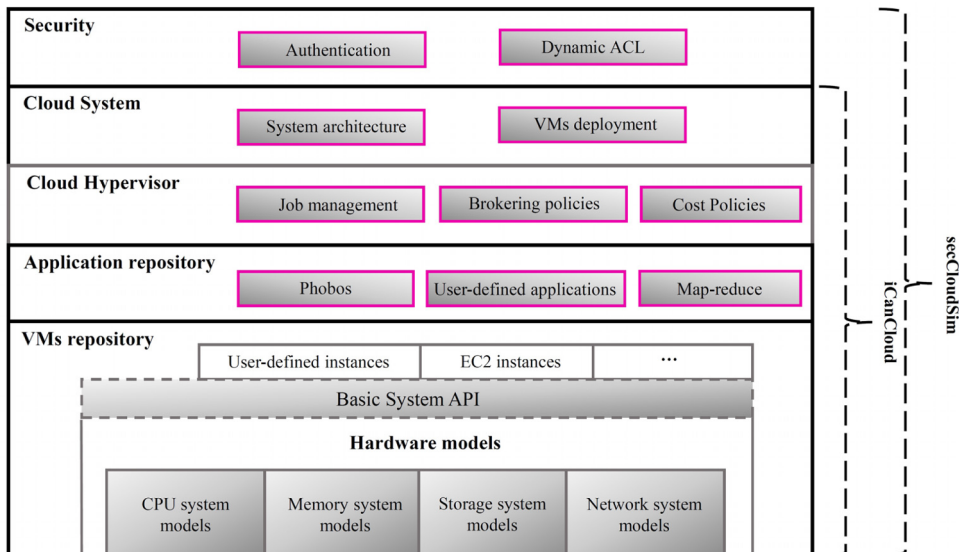 Security
Authentication
Dynamic ACL
Cloud System
System architecture
VMs deployment
Cloud Hypervisor
Job management
Brokering policies
Cost Policies
Application repository
Phobos
User-defined applications
Map-reduce
VMs repository
User-defined instances
EC2 instances
...
Basic System API
Hardware models
CPU system
models
Memory system
models
Storage system
models
Network system
models
iCanCloud
secCloudSim